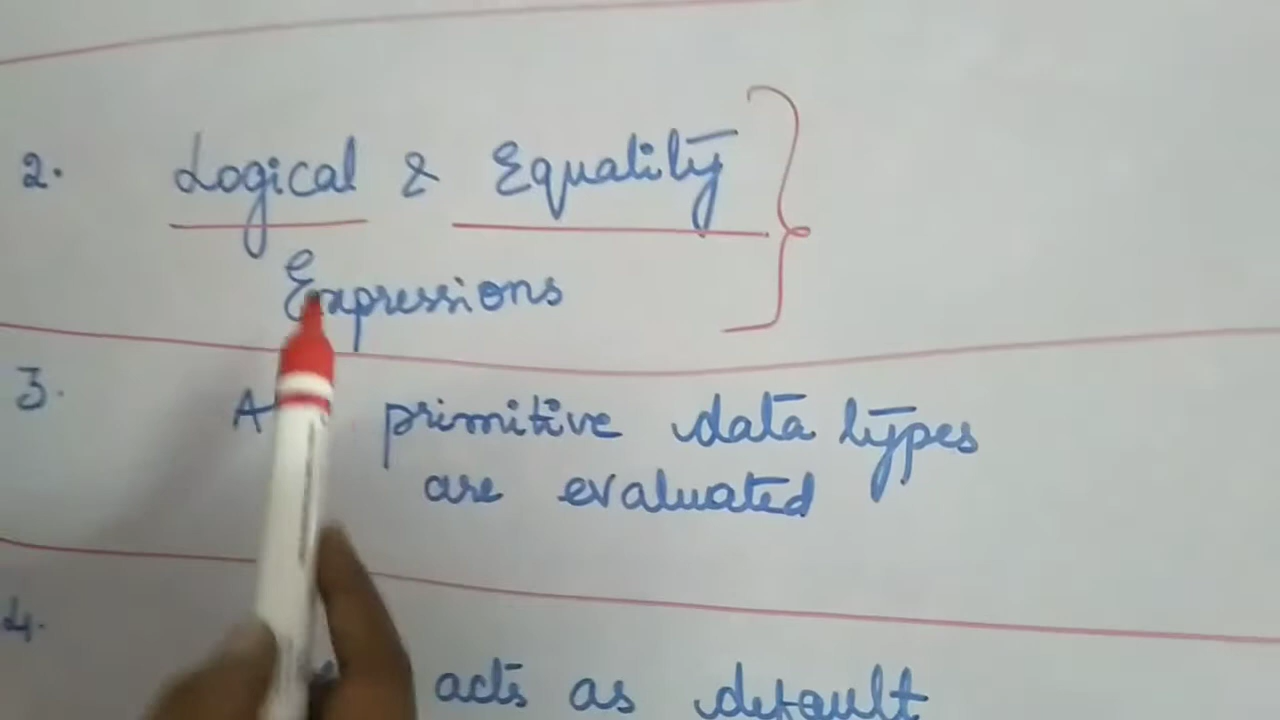 2. Logical & Equality
Expressions
3. primitive data types
are evaluated
4.
acts as default